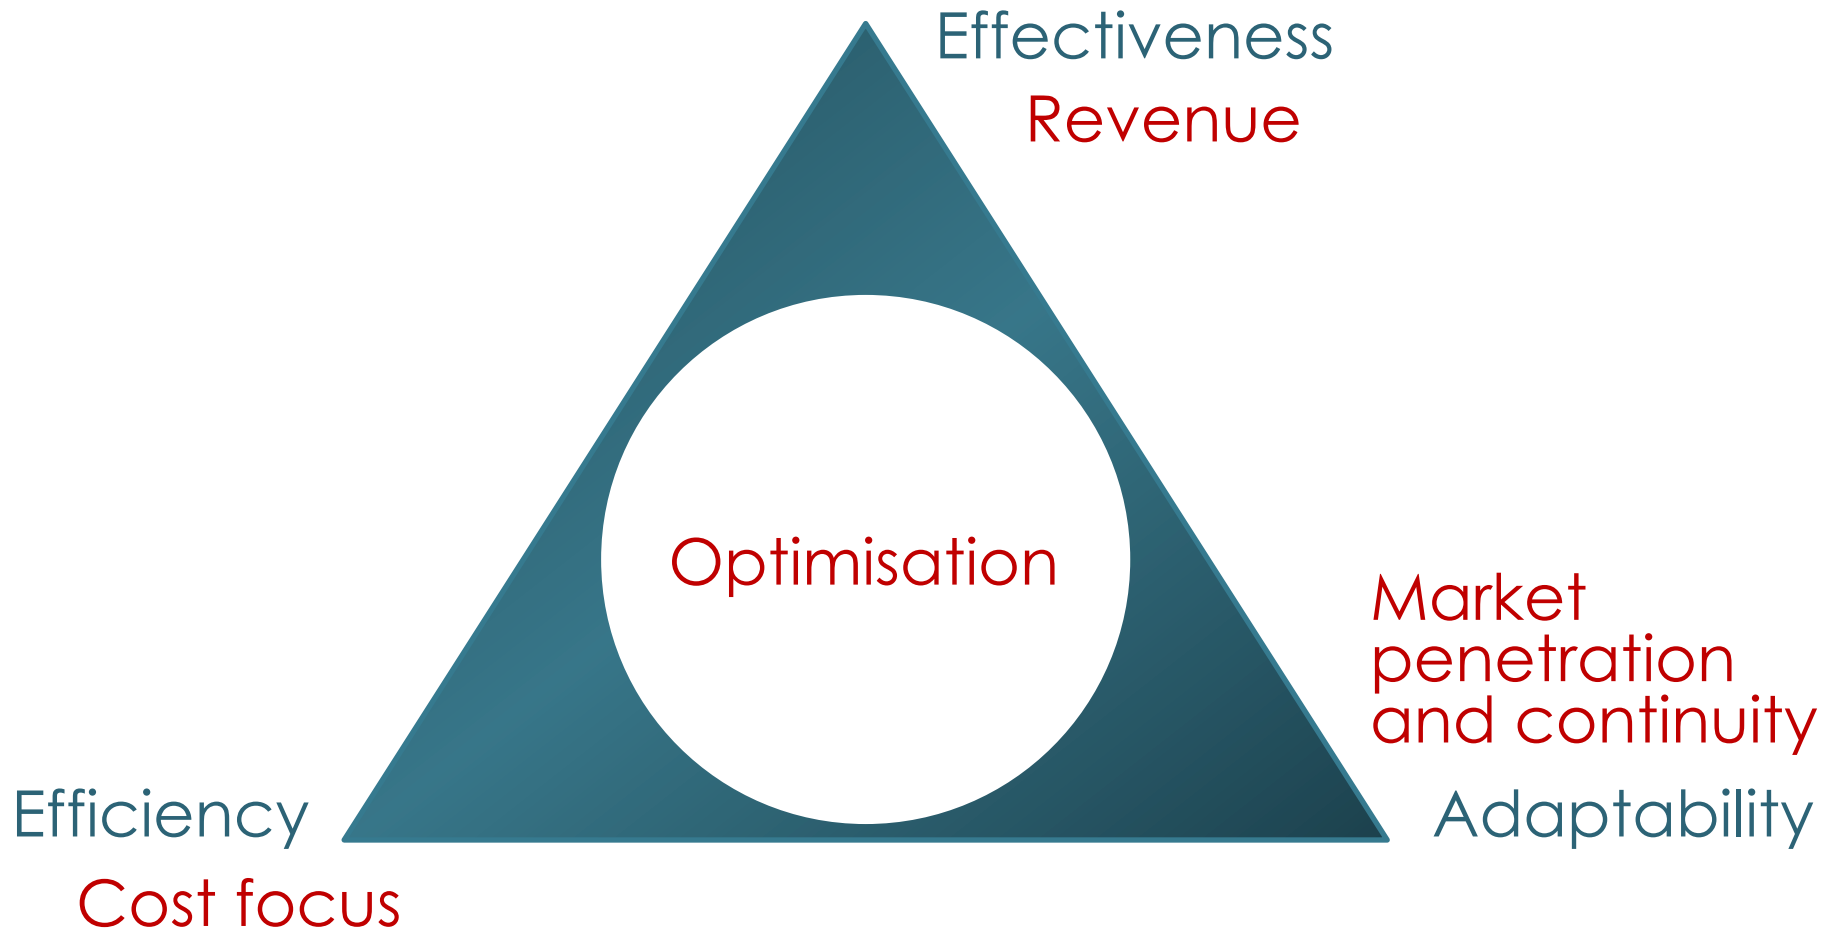 Effectiveness
Revenue
Optimisation
Market
penetration
and continuity
Efficiency
Adaptability
Cost focus